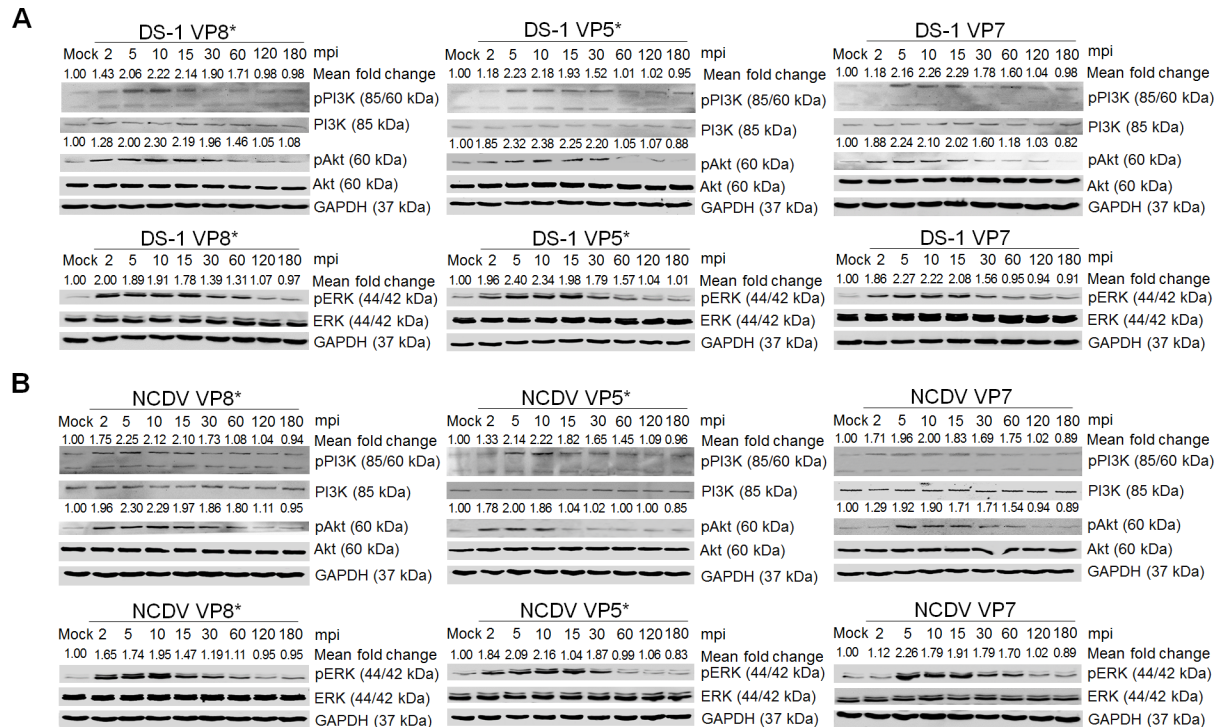 A
DS-1 VP8*
Mock 2 5 10 15 30 60 120 180 mpi
1.00 1.43 2.06 2.22 2.14 1.90 1.71 0.98 0.98 Mean fold change
pPI3K (85/60 kDa)
PI3K (85 kDa)
1.00 1.28 2.00 2.30 2.19 1.96 1.46 1.05 1.08
pAkt (60 kDa)
Akt (60 kDa)
GAPDH (37 kDa)
DS-1 VP5*
Mock 2 5 10 15 30 60 120 180 mpi
1.00 1.18 2.23 2.18 1.93 1.52 1.01 1.02 0.95 Mean fold change
pPI3K (85/60 kDa)
PI3K (85 kDa)
1.00 1.85 2.32 2.38 2.25 2.20 1.05 1.07 0.88
pAkt (60 kDa)
Akt (60 kDa)
GAPDH (37 kDa)
DS-1 VP7
Mock 2 5 10 15 30 60 120 180 mpi
1.00 1.18 2.16 2.26 2.29 1.78 1.60 1.04 0.98 Mean fold change
pPI3K (85/60 kDa)
PI3K (85 kDa)
1.00 1.88 2.24 2.10 2.02 1.60 1.18 1.03 0.82
pAkt (60 kDa)
Akt (60 kDa)
GAPDH (37 kDa)
DS-1 VP8*
Mock 2 5 10 15 30 60 120 180 mpi
1.00 2.00 1.89 1.91 1.78 1.39 1.31 1.07 0.97 Mean fold change
pERK (44/42 kDa)
ERK (44/42 kDa)
GAPDH (37 kDa)
DS-1 VP5*
Mock 2 5 10 15 30 60 120 180 mpi
1.00 1.96 2.40 2.34 1.98 1.79 1.57 1.04 1.01 Mean fold change
pERK (44/42 kDa)
ERK (44/42 kDa)
GAPDH (37 kDa)
DS-1 VP7
Mock 2 5 10 15 30 60 120 180 mpi
1.00 1.86 2.27 2.22 2.08 1.56 0.95 0.94 0.91 Mean fold change
pERK (44/42 kDa)
ERK (44/42 kDa)
GAPDH (37 kDa)
B
NCDV VP8*
Mock 2 5 10 15 30 60 120 180 mpi
1.00 1.75 2.25 2.12 2.10 1.73 1.08 1.04 0.94 Mean fold change
pPI3K (85/60 kDa)
PI3K (85 kDa)
1.00 1.96 2.30 2.29 1.97 1.86 1.80 1.11 0.95
pAkt (60 kDa)
Akt (60 kDa)
GAPDH (37 kDa)
NCDV VP5*
Mock 2 5 10 15 30 60 120 180 mpi
1.00 1.33 2.14 2.22 1.82 1.65 1.45 1.09 0.96 Mean fold change
pPI3K (85/60 kDa)
PI3K (85 kDa)
1.00 1.78 2.00 1.86 1.04 1.02 1.00 1.00 0.85
pAkt (60 kDa)
Akt (60 kDa)
GAPDH (37 kDa)
NCDV VP7
Mock 2 5 10 15 30 60 120 180 mpi
1.00 1.71 1.96 2.00 1.83 1.69 1.75 1.02 0.89 Mean fold change
pPI3K (85/60 kDa)
PI3K (85 kDa)
1.00 1.29 1.92 1.90 1.71 1.71 1.54 0.94 0.89
pAkt (60 kDa)
Akt (60 kDa)
GAPDH (37 kDa)
NCDV VP8*
Mock 2 5 10 15 30 60 120 180 mpi
1.00 1.65 1.74 1.95 1.47 1.19 1.11 0.95 0.95 Mean fold change
pERK (44/42 kDa)
ERK (44/42 kDa)
GAPDH (37 kDa)
NCDV VP5*
Mock 2 5 10 15 30 60 120 180 mpi
1.00 1.84 2.09 2.16 1.04 1.87 0.99 1.06 0.83 Mean fold change
pERK (44/42 kDa)
ERK (44/42 kDa)
GAPDH (37 kDa)
NCDV VP7
Mock 2 5 10 15 30 60 120 180 mpi
1.00 1.12 2.26 1.79 1.91 1.79 1.70 1.02 0.89 Mean fold change
pERK (44/42 kDa)
ERK (44/42 kDa)
GAPDH (37 kDa)